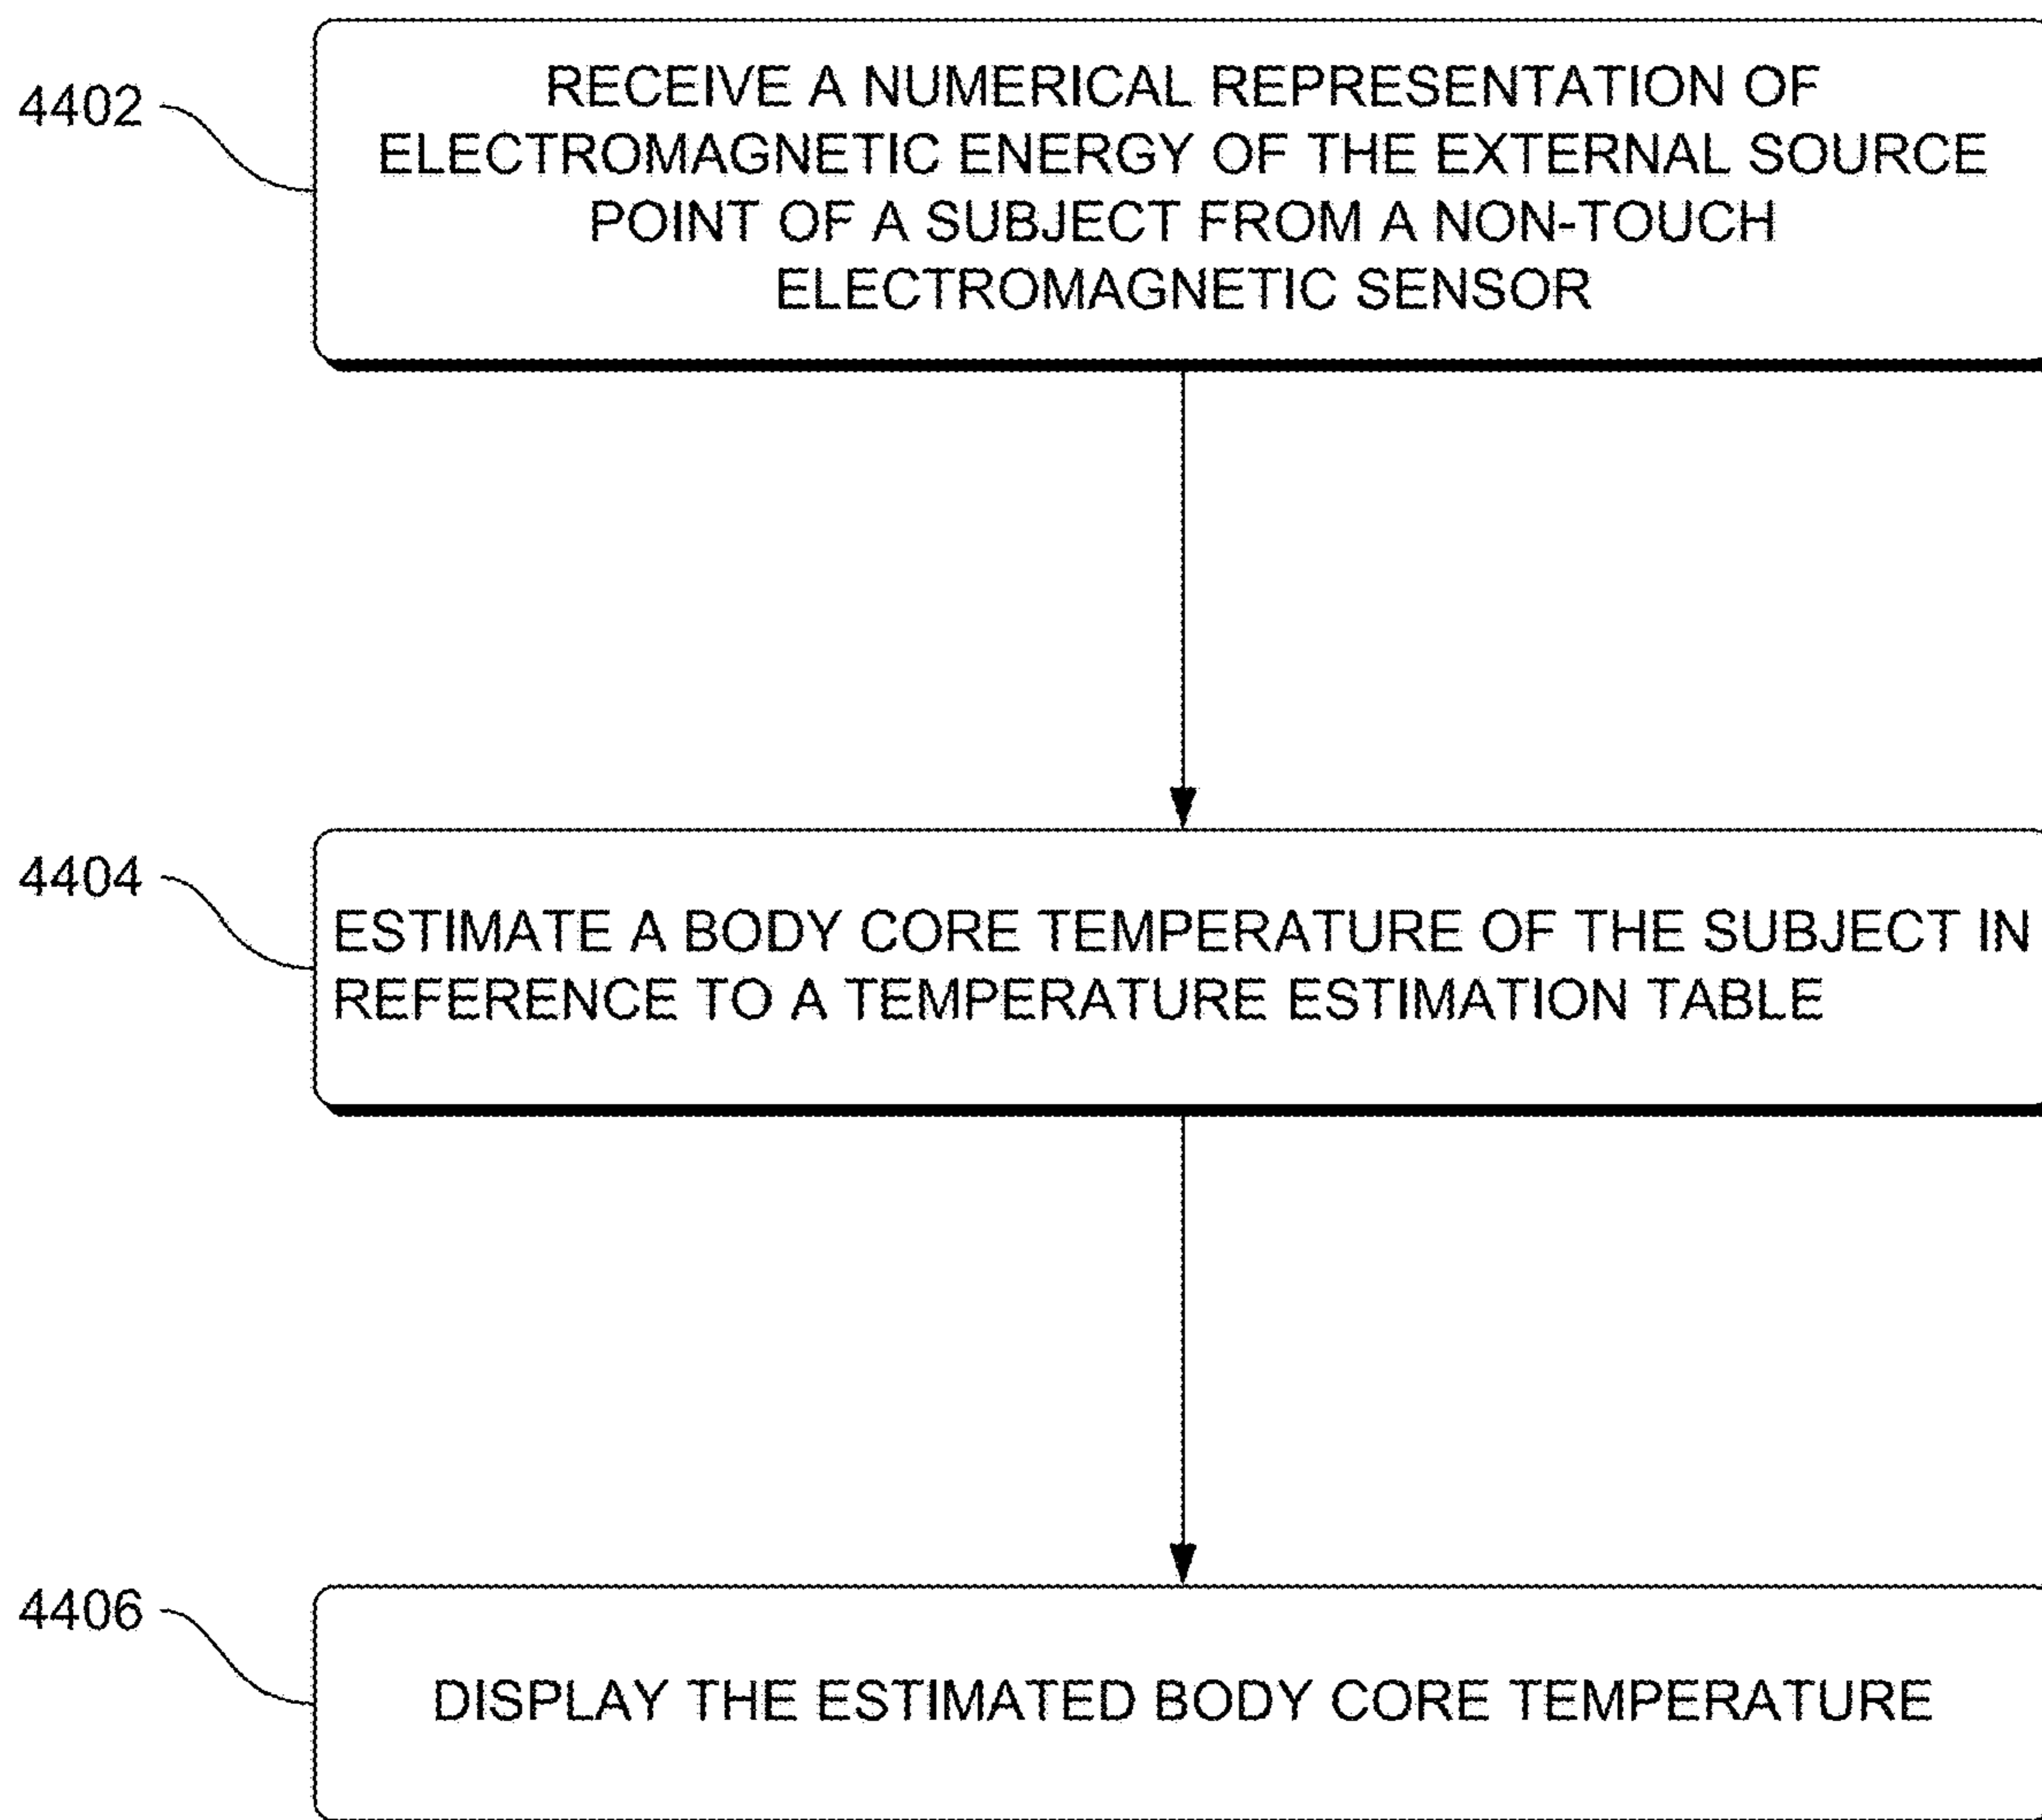 4402
RECEIVE A NUMERICAL REPRESENTATION OF
ELECTROMAGNETIC ENERGY OF THE EXTERNAL SOURCE
POINT OF A SUBJECT FROM A NON-TOUCH
ELECTROMAGNETIC SENSOR
4404
ESTIMATE A BODY CORE TEMPERATURE OF THE SUBJECT IN
REFERENCE TO A TEMPERATURE ESTIMATION TABLE
4406
DISPLAY THE ESTIMATED BODY CORE TEMPERATURE